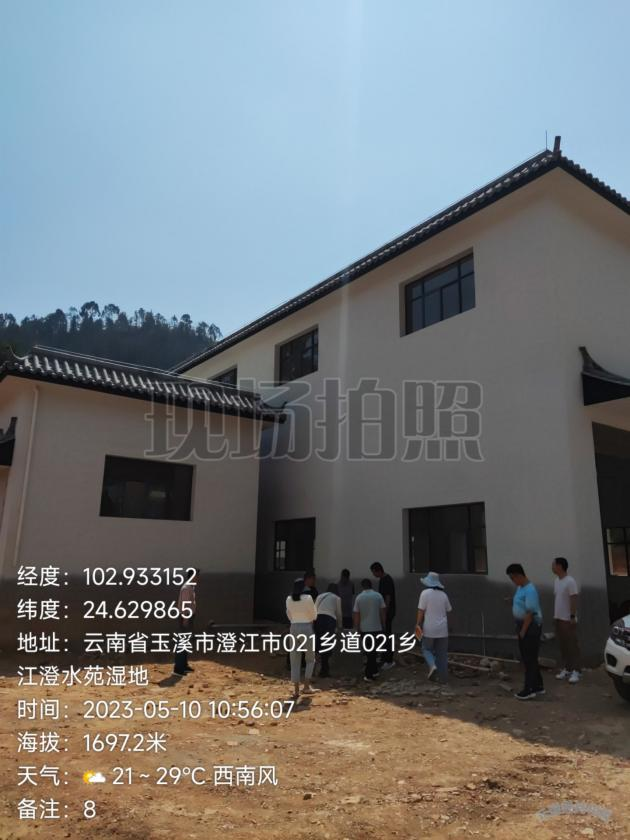 现场拍照
经度：102.933152
纬度：24.629865
地址：云南省玉溪市澄江市021乡道021乡
江澄水苑湿地
时间：2023-05-10 10:56:07
海拔：1697.2米
天气：⛅ 21 ~ 29℃ 西南风
备注：8